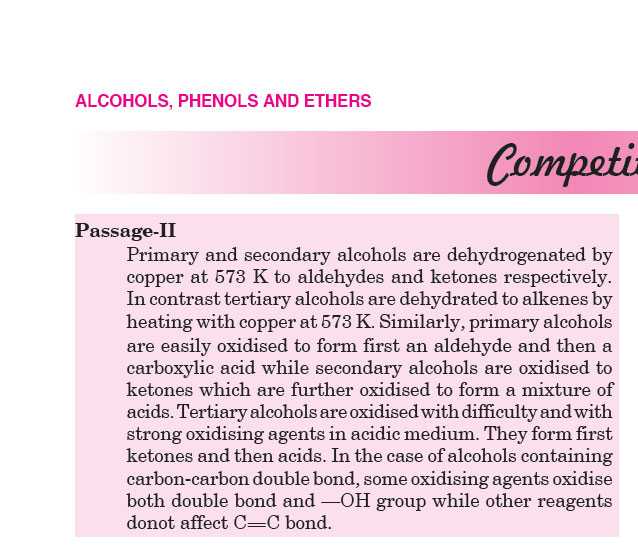 ALCOHOLS, PHENOLS AND ETHERS
Passage-II
Primary and secondary alcohols are dehydrogenated by
copper at 573 K to aldehydes and ketones respectively.
In contrast tertiary alcohols are dehydrated to alkenes by
heating with copper at 573 K. Similarly, primary alcohols
are easily oxidised to form first an aldehyde and then a
carboxylic acid while secondary alcohols are oxidised to
ketones which are further oxidised to form a mixture of
acids. Tertiary alcohols are oxidised with difficulty and with
strong oxidising agents in acidic medium. They form first
ketones and then acids. In the case of alcohols containing
carbon-carbon double bond, some oxidising agents oxidise
both double bond and —OH group while other reagents
donot affect C=C bond.